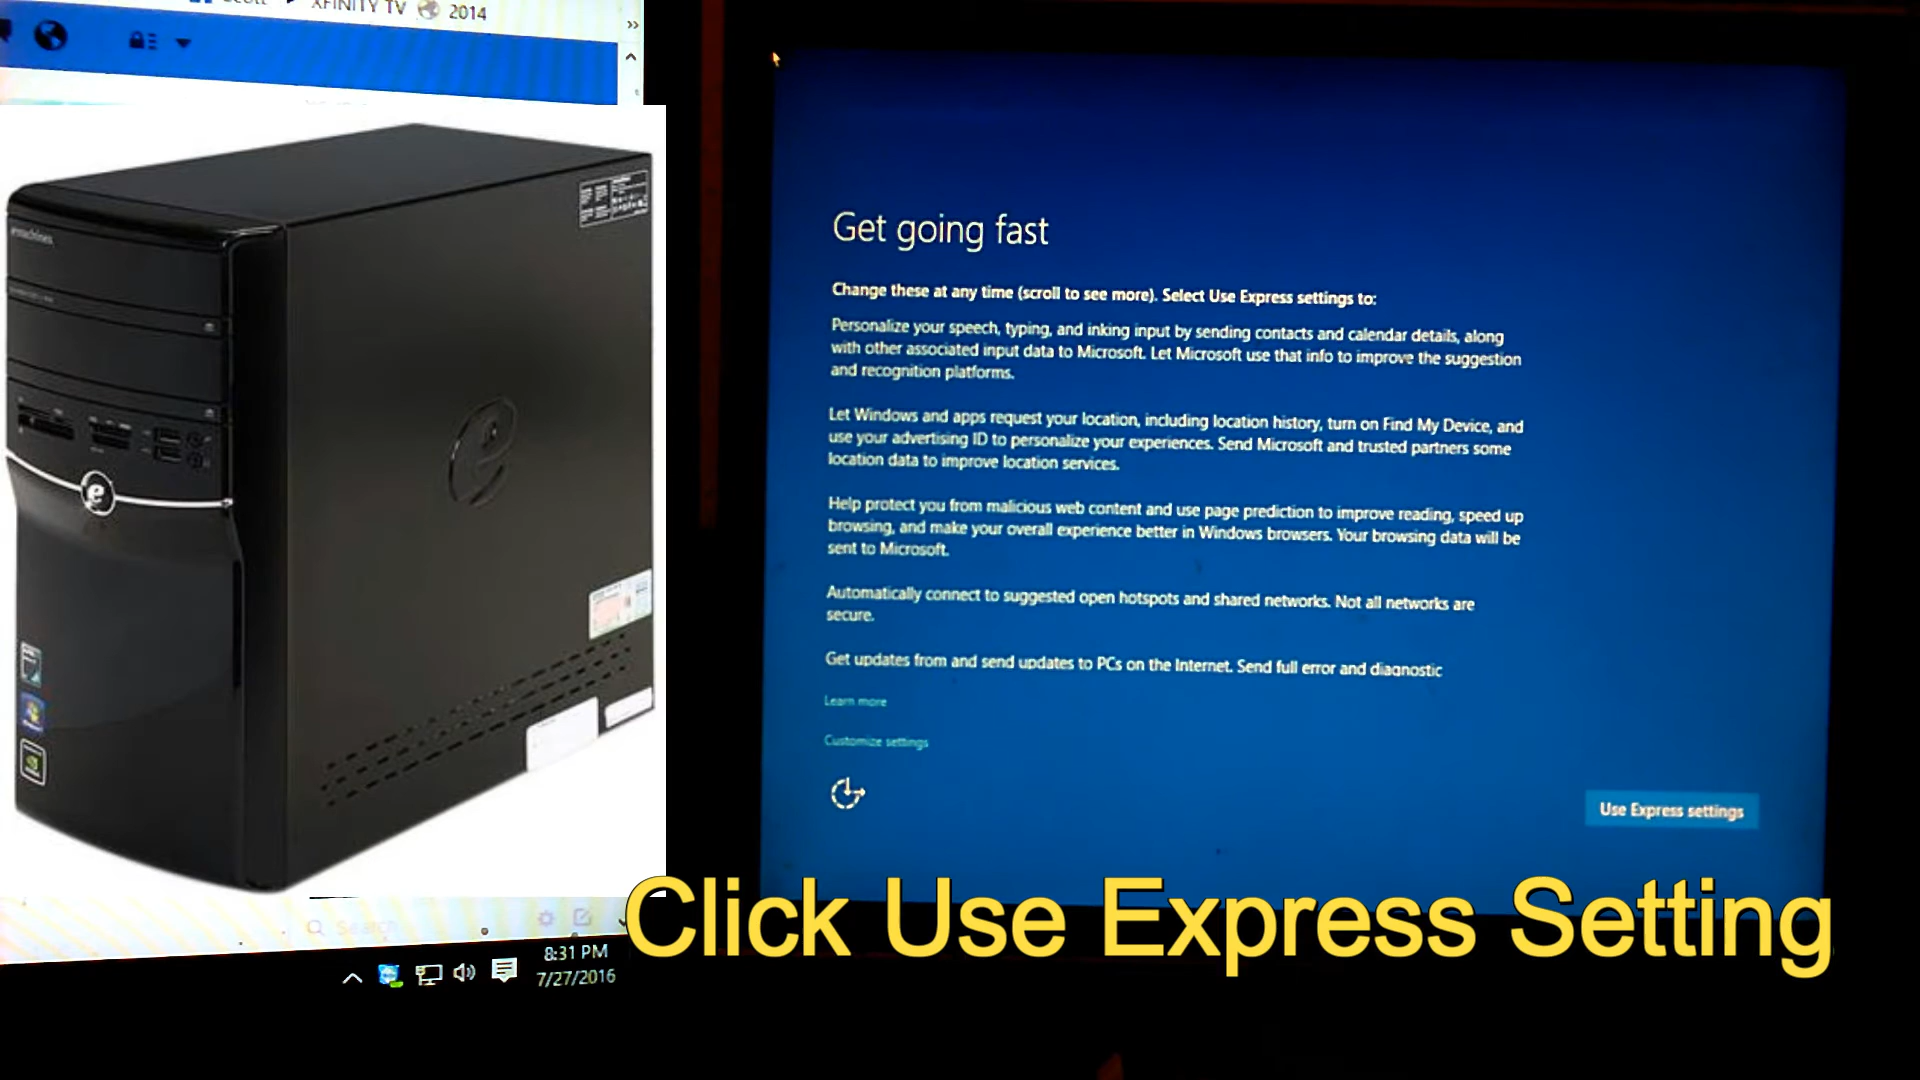 XFINITY TV
2014
emachines
e
e
Get going fast
Change these at any time (scroll to see more). Select Use Express settings to:
Personalize your speech, typing, and inking input by sending contacts and calendar details, along
with other associated input data to Microsoft. Let Microsoft use that info to improve the suggestion
and recognition platforms.
Let Windows and apps request your location, including location history, turn on Find My Device, and
use your advertising ID to personalize your experiences. Send Microsoft and trusted partners some
location data to improve location services.
Help protect you from malicious web content and use page prediction to improve reading, speed up
browsing, and make your overall experience better in Windows browsers. Your browsing data will be
sent to Microsoft.
Automatically connect to suggested open hotspots and shared networks. Not all networks are
secure.
Get updates from and send updates to PCs on the Internet. Send full error and diagnostic
Learn more
Customize settings
Use Express settings
Click Use Express Setting
Search
8:31 PM
7/27/2016